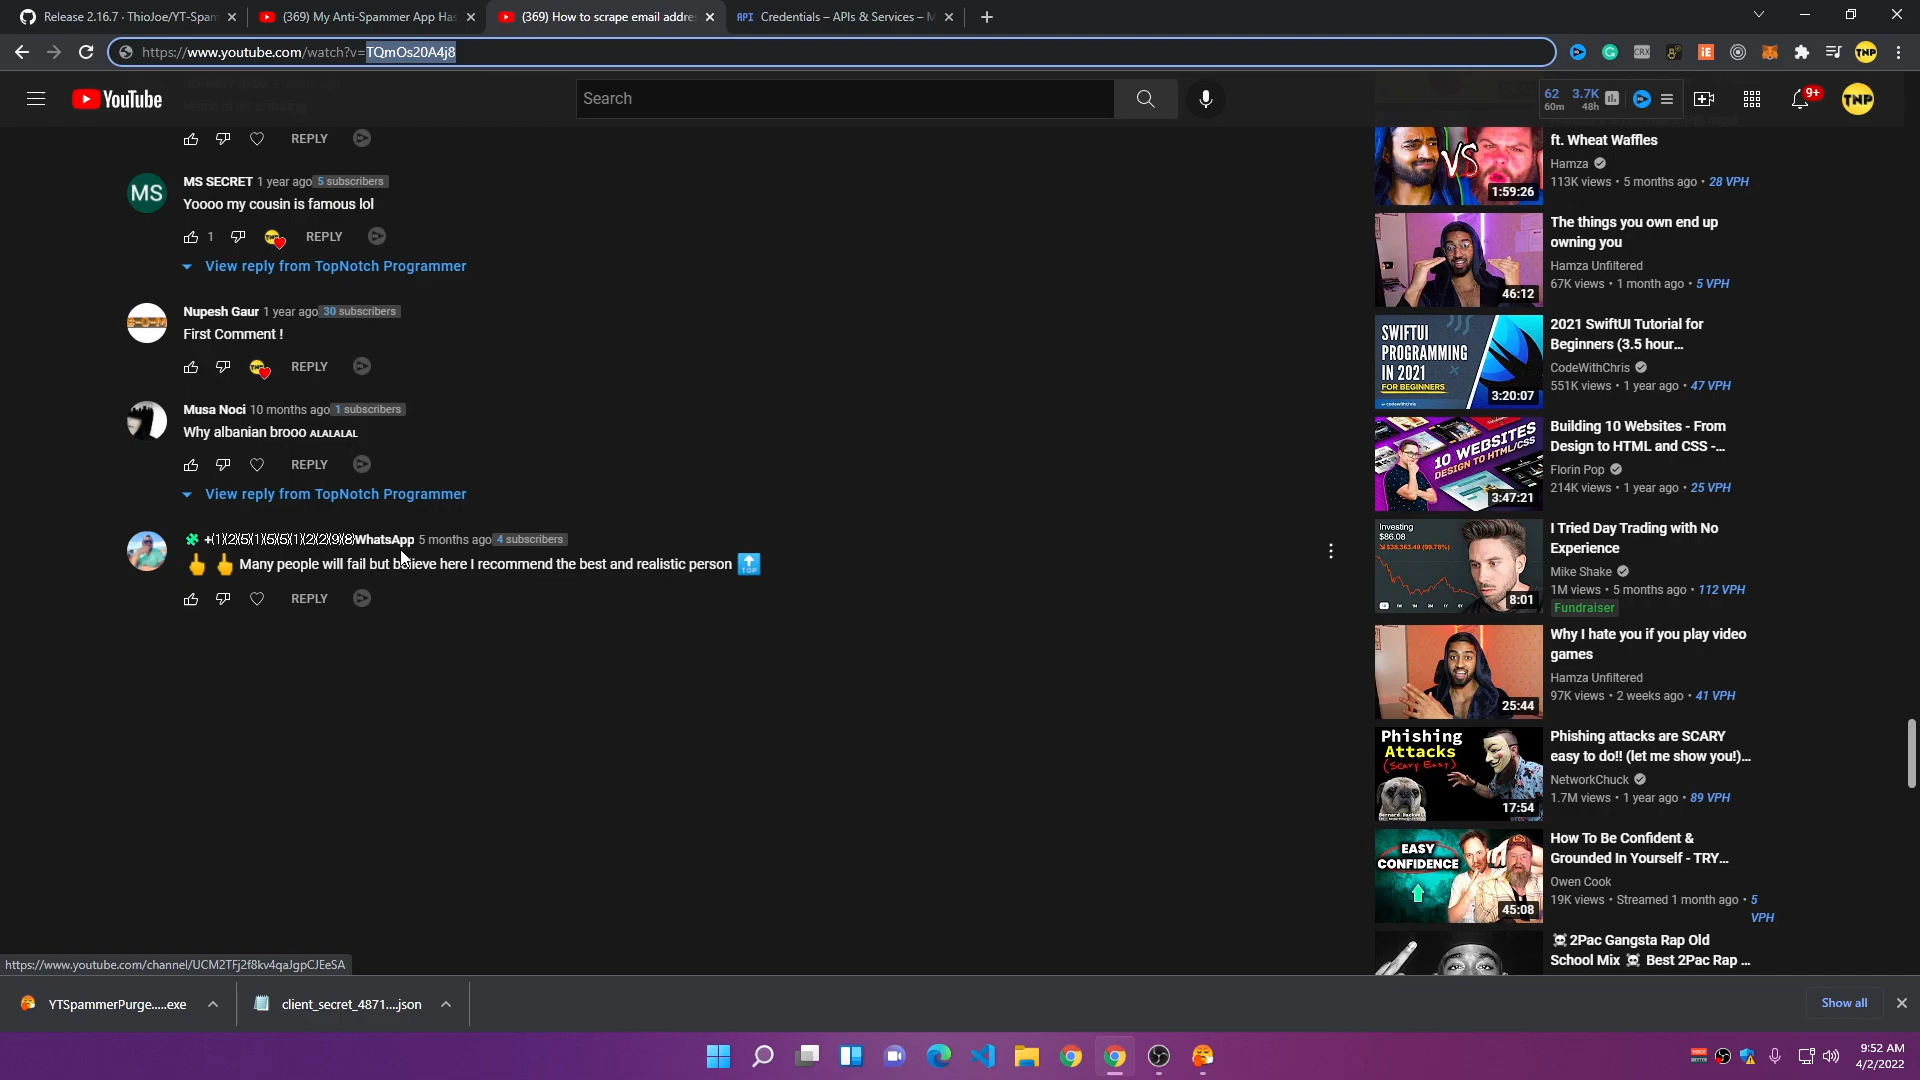 Release 2.16.7 · ThioJoe/YT-Spam
(369) My Anti-Spammer App Has
(369) How to scrape email addre
API Credentials – APIs & Services – M
https://www.youtube.com/watch?v=TQmOs20A4j8
CRX
iE
TNP
YouTube
Search
62 3.7K
60m 48h
9+
TNP
REPLY
MS
MS SECRET 1 year ago 5 subscribers
Yoooo my cousin is famous lol
1 REPLY
View reply from TopNotch Programmer
Nupesh Gaur 1 year ago 30 subscribers
First Comment !
REPLY
Musa Noci 10 months ago 1 subscribers
Why albanian brooo ALALALAL
REPLY
View reply from TopNotch Programmer
+⑴⑵⑸⑴⑸⑸⑴⑵⑵⑼⑻WhatsApp 5 months ago 4 subscribers
Many people will fail but believe here I recommend the best and realistic person TOP
REPLY
VS
1:59:26
ft. Wheat Waffles
Hamza
113K views • 5 months ago • 28 VPH
46:12
The things you own end up
owning you
Hamza Unfiltered
67K views • 1 month ago • 5 VPH
SWIFTUI
PROGRAMMING
IN 2021
FOR BEGINNERS
codewithchris
3:20:07
2021 SwiftUI Tutorial for
Beginners (3.5 hour...
CodeWithChris
551K views • 1 year ago • 47 VPH
10 WEBSITES
DESIGN TO HTML/CSS
3:47:21
Building 10 Websites - From
Design to HTML and CSS -...
Florin Pop
214K views • 1 year ago • 25 VPH
Investing
$86.08
$38,363.49 (99.78%)
8:01
I Tried Day Trading with No
Experience
Mike Shake
1M views • 5 months ago • 112 VPH
Fundraiser
25:44
Why I hate you if you play video
games
Hamza Unfiltered
97K views • 2 weeks ago • 41 VPH
Phishing
Attacks
(Scary Easy)
Bernard Hackwell
17:54
Phishing attacks are SCARY
easy to do!! (let me show you!)...
NetworkChuck
1.7M views • 1 year ago • 89 VPH
EASY
CONFIDENCE
45:08
How To Be Confident &
Grounded In Yourself - TRY...
Owen Cook
19K views • Streamed 1 month ago • 5
VPH
☠️2Pac Gangsta Rap Old
School Mix ☠️ Best 2Pac Rap ...
https://www.youtube.com/channel/UCM2TFj2f8kv4qaJgpCJEeSA
YTSpammerPurge.....exe
client_secret_4871....json
Show all
9:52 AM
4/2/2022